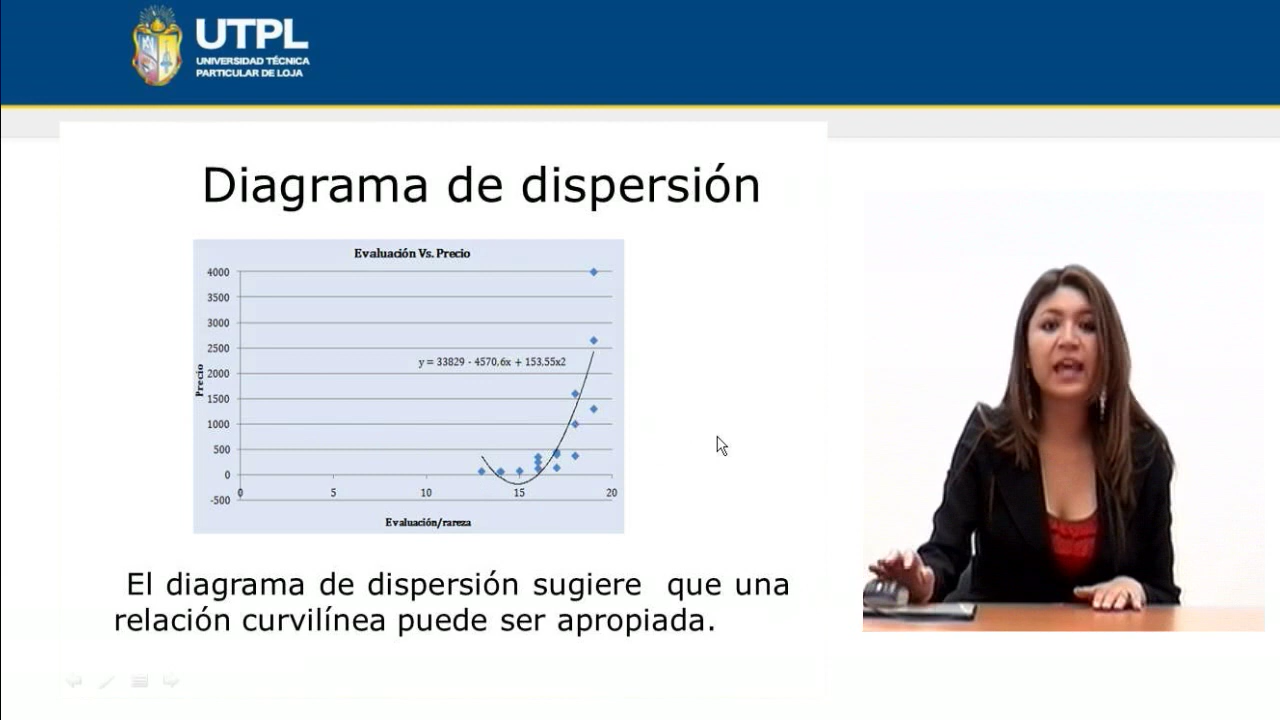 UTPL
UNIVERSIDAD TÉCNICA
PARTICULAR DE LOJA
Diagrama de dispersión
Evaluación Vs. Precio
4000
3500
3000
2500
2000
1500
1000
500
0
-500
Precio
y = 33829 - 4570,6x + 153,55x2
0 5 10 15 20
Evaluación/rareza
El diagrama de dispersión sugiere que una
relación curvilínea puede ser apropiada.